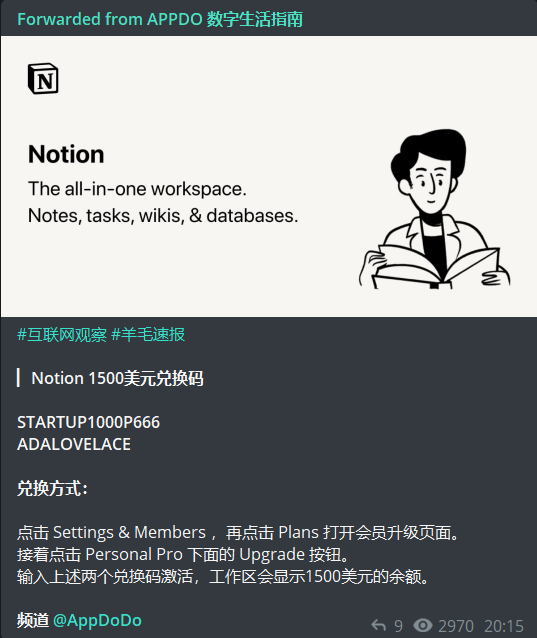 Forwarded from APPDO 数字生活指南
N
Notion
The all-in-one workspace.
Notes, tasks, wikis, & databases.
#互联网观察 #羊毛速报
Notion 1500美元兑换码
STARTUP1000P666
ADALOVELACE
兑换方式：
点击 Settings & Members ，再点击 Plans 打开会员升级页面。
接着点击 Personal Pro 下面的 Upgrade 按钮。
输入上述两个兑换码激活，工作区会显示1500美元的余额。
频道 @AppDoDo
9 2970 20:15